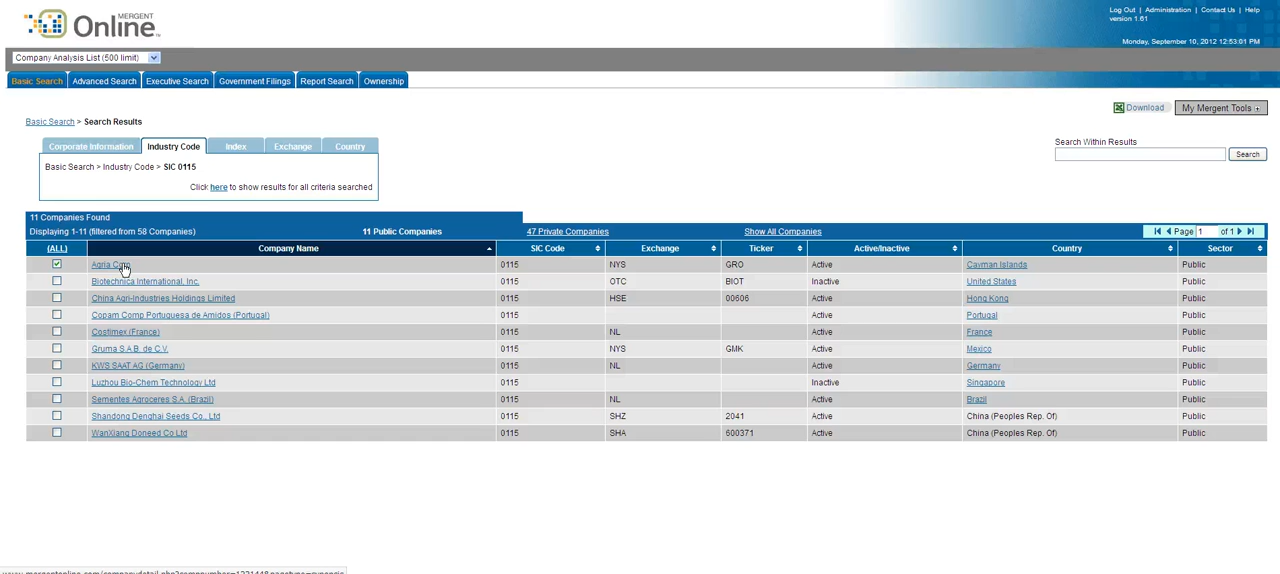 MERGENT
Online
Log Out | Administration | Contact Us | Help
version 1.61
Monday, September 10, 2012 12:53:01 PM
Company Analysis List (500 limit)
Basic Search Advanced Search Executive Search Government Filings Report Search Ownership
Download My Mergent Tools +
Basic Search > Search Results
Search Within Results
Corporate Information Industry Code Index Exchange Country
Search
Basic Search > Industry Code > SIC 0115
Click here to show results for all criteria searched
11 Companies Found
Displaying 1-11 (filtered from 58 Companies) 11 Public Companies 47 Private Companies Show All Companies Page 1 of 1
(ALL) Company Name SIC Code Exchange Ticker Active/Inactive Country Sector
Agria Corp 0115 NYS GRO Active Cayman Islands Public
Biotechnica International, Inc. 0115 OTC BIOT Inactive United States Public
China Agri-Industries Holdings Limited 0115 HSE 00606 Active Hong Kong Public
Copam Comp Portuguesa de Amidos (Portugal) 0115 Active Portugal Public
Costimex (France) 0115 NL Active France Public
Gruma S.A.B. de C.V. 0115 NYS GMK Active Mexico Public
KWS SAAT AG (Germany) 0115 NL Active Germany Public
Luzhou Bio-Chem Technology Ltd 0115 Inactive Singapore Public
Sementes Agroceres S.A. (Brazil) 0115 NL Active Brazil Public
Shandong Denghai Seeds Co., Ltd 0115 SHZ 2041 Active China (Peoples Rep. Of) Public
WanXiang Doneed Co Ltd 0115 SHA 600371 Active China (Peoples Rep. Of) Public